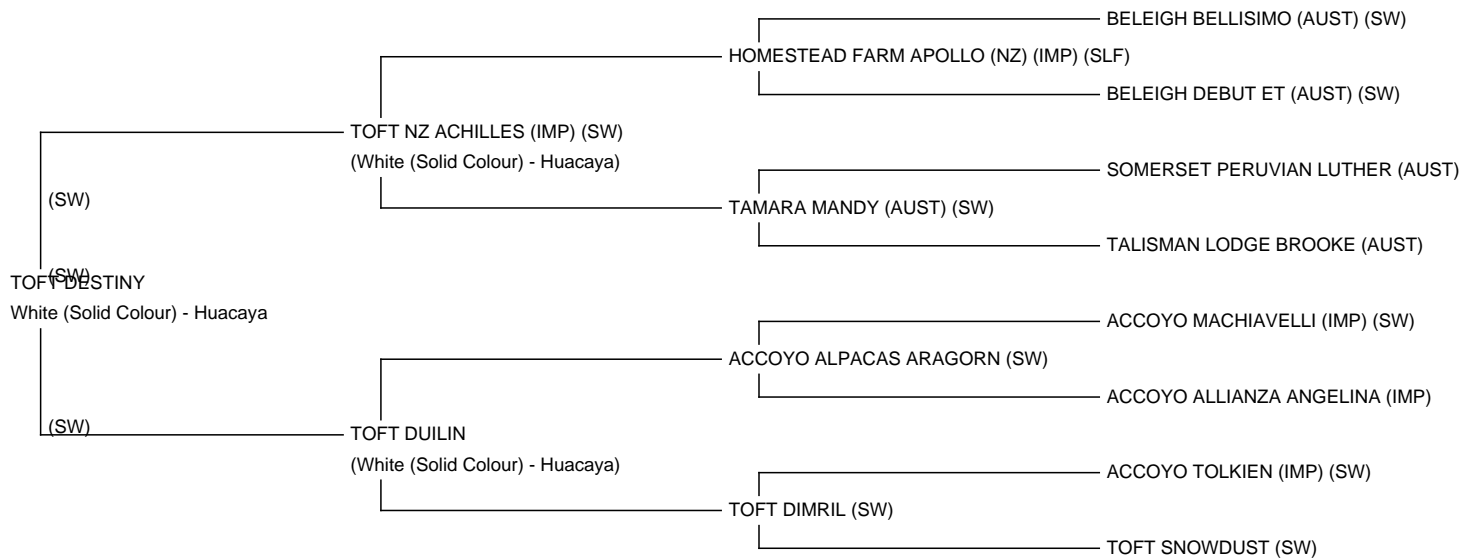 BELEIGH BELLISIMO (AUST) (SW)
HOMESTEAD FARM APOLLO (NZ) (IMP) (SLF)
BELEIGH DEBUT ET (AUST) (SW)
TOFT NZ ACHILLES (IMP) (SW)
(White (Solid Colour) - Huacaya)
SOMERSET PERUVIAN LUTHER (AUST)
(SW)
TAMARA MANDY (AUST) (SW)
TALISMAN LODGE BROOKE (AUST)
(SW)
TOFT DESTINY
White (Solid Colour) - Huacaya
ACCOYO MACHIAVELLI (IMP) (SW)
ACCOYO ALPACAS ARAGORN (SW)
ACCOYO ALLIANZA ANGELINA (IMP)
(SW)
TOFT DUILIN
(White (Solid Colour) - Huacaya)
ACCOYO TOLKIEN (IMP) (SW)
TOFT DIMRIL (SW)
TOFT SNOWDUST (SW)